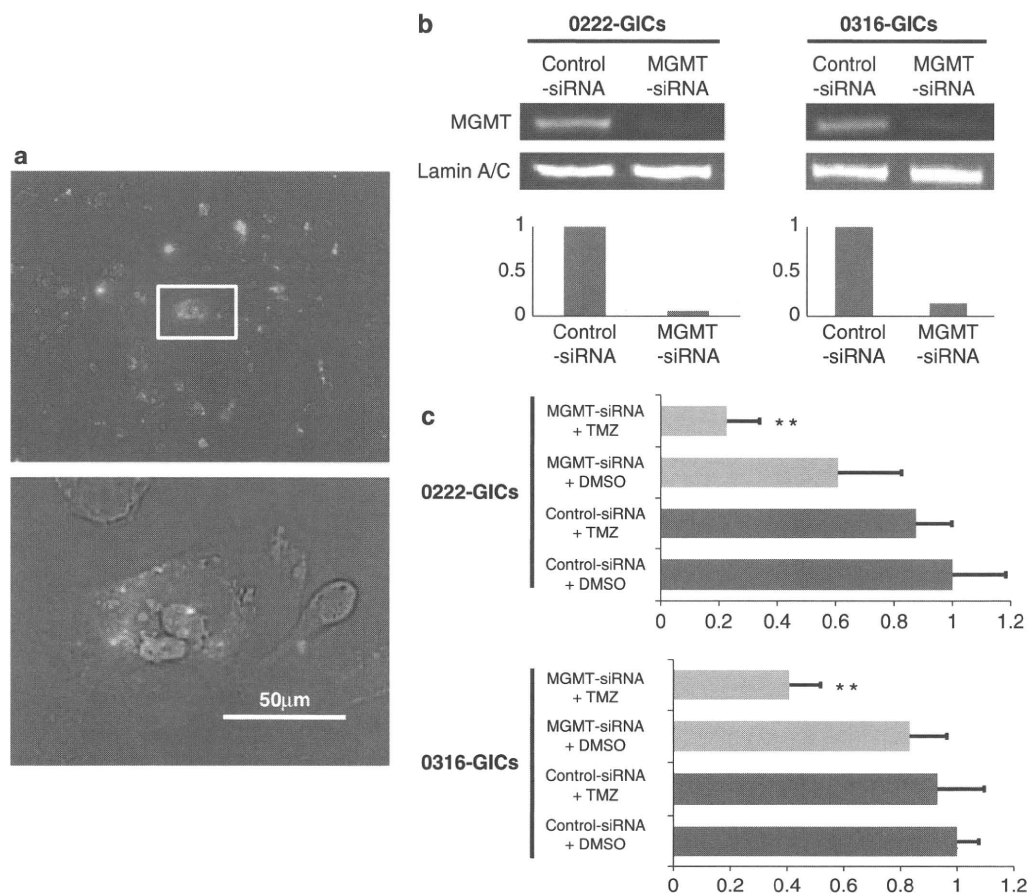 a
50μm
b
0222-GICs
0316-GICs
Control
-siRNA
MGMT
-siRNA
Control
-siRNA
MGMT
-siRNA
MGMT
Lamin A/C
1
0.5
0
Control
-siRNA
MGMT
-siRNA
1
0.5
0
Control
-siRNA
MGMT
-siRNA
c
0222-GICs
MGMT-siRNA
+ TMZ
**
MGMT-siRNA
+ DMSO
Control-siRNA
+ TMZ
Control-siRNA
+ DMSO
0 0.2 0.4 0.6 0.8 1 1.2
0316-GICs
MGMT-siRNA
+ TMZ
**
MGMT-siRNA
+ DMSO
Control-siRNA
+ TMZ
Control-siRNA
+ DMSO
0 0.2 0.4 0.6 0.8 1 1.2